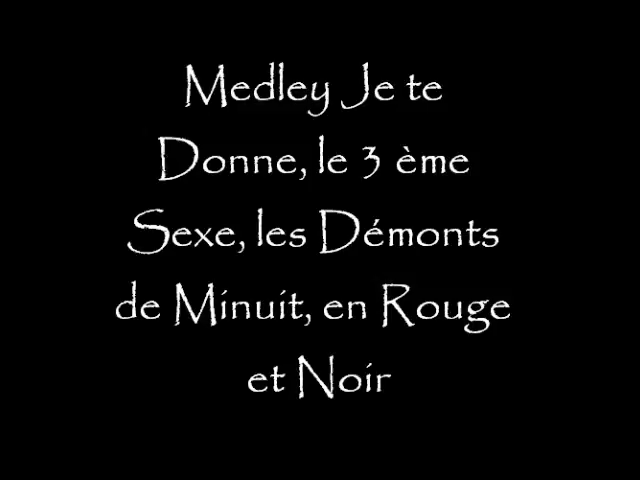 Medley Je te
Donne, le 3 ème
Sexe, les Démonts
de Minuit, en Rouge
et Noir